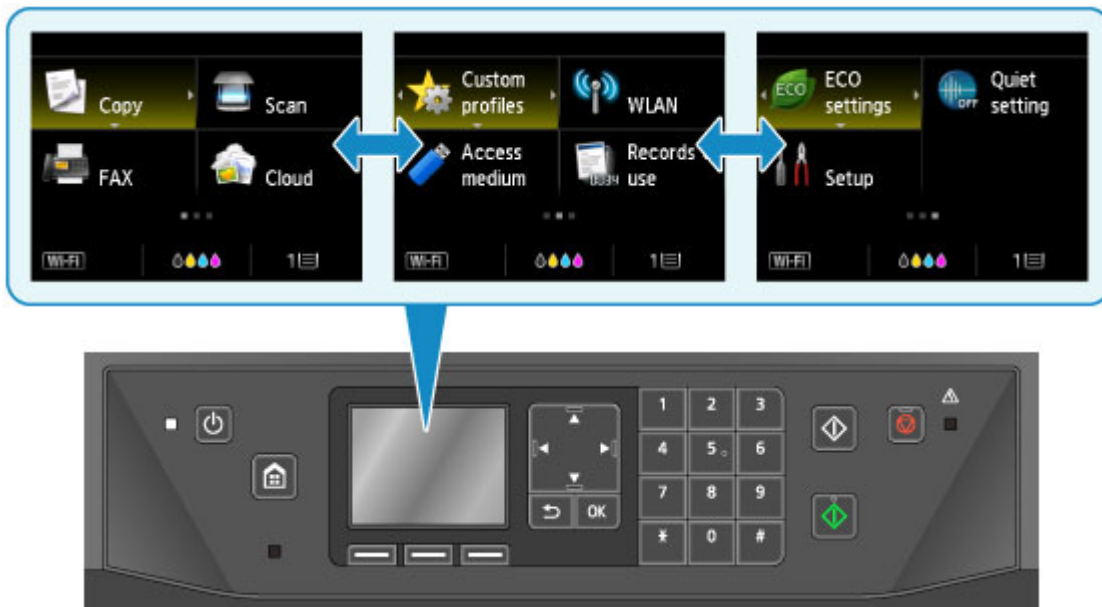 Copy
Scan
FAX
Cloud
Wi-Fi
1
Custom
profiles
WLAN
Access
medium
Records
use
Wi-Fi
1
ECO
ECO
settings
OFF
Quiet
setting
Setup
Wi-Fi
1
1 2 3
4 5 6
7 8 9
OK
* 0 #